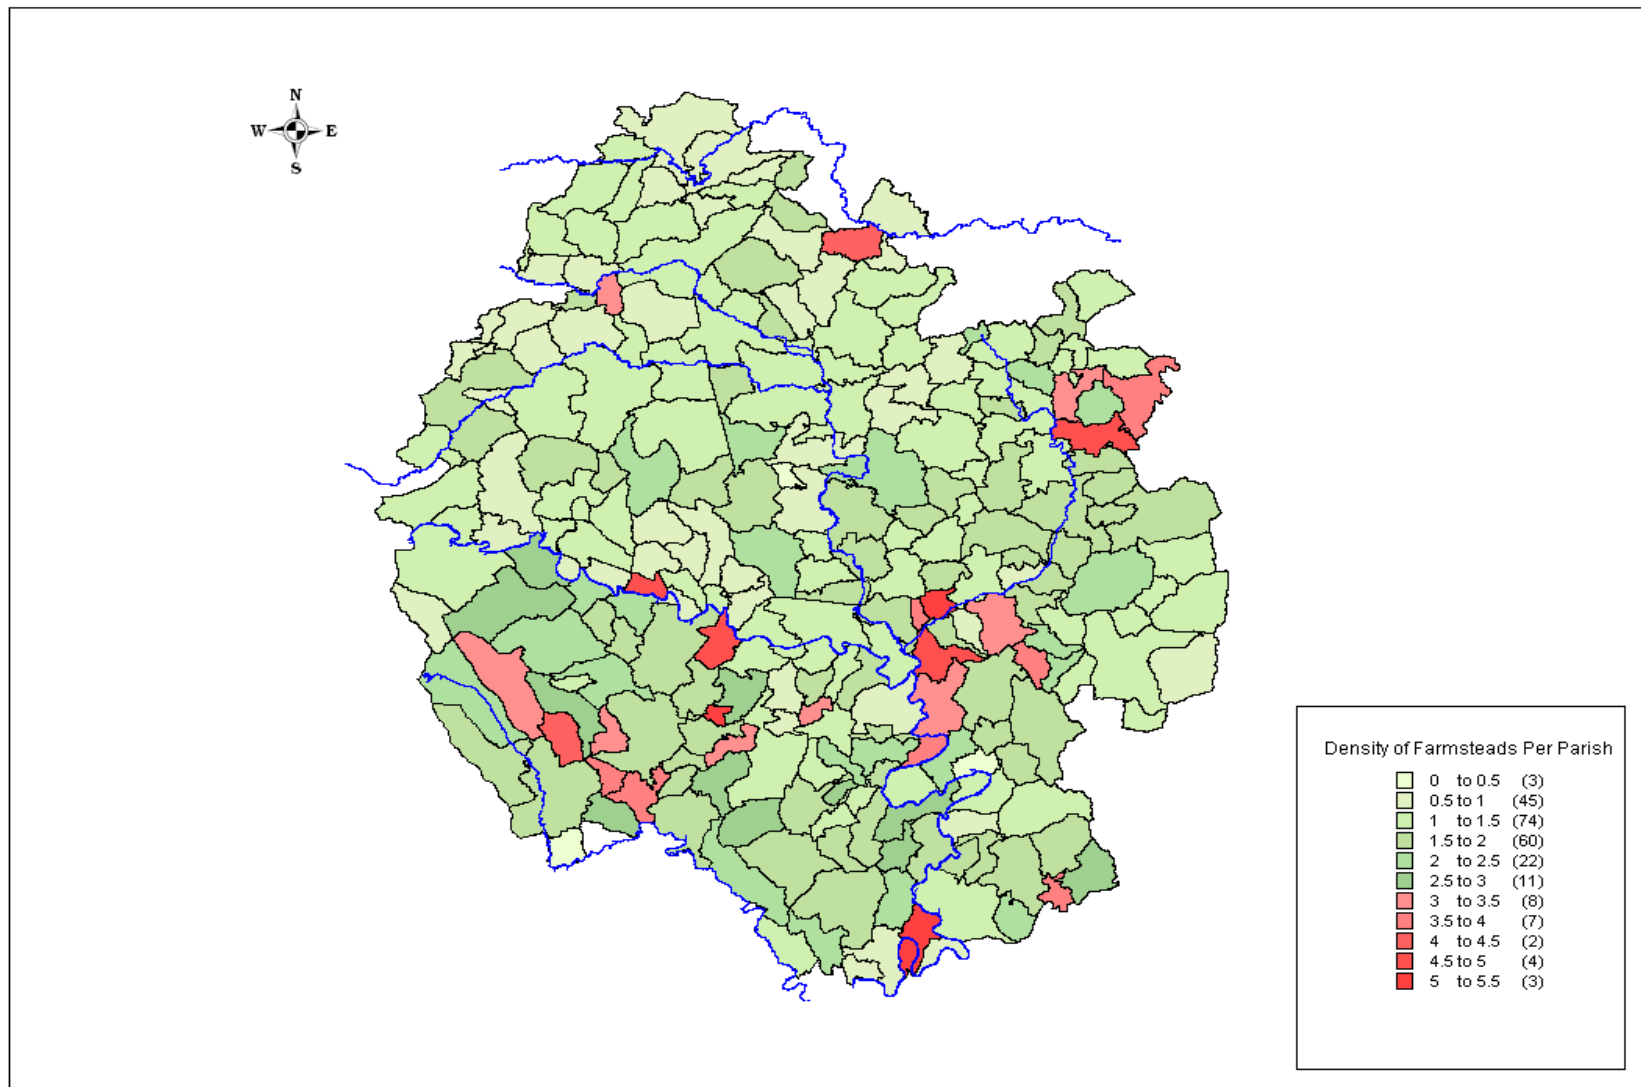 N
W E
S
Density of Farmsteads Per Parish
0 to 0.5 (3)
0.5 to 1 (45)
1 to 1.5 (74)
1.5 to 2 (60)
2 to 2.5 (22)
2.5 to 3 (11)
3 to 3.5 (8)
3.5 to 4 (7)
4 to 4.5 (2)
4.5 to 5 (4)
5 to 5.5 (3)